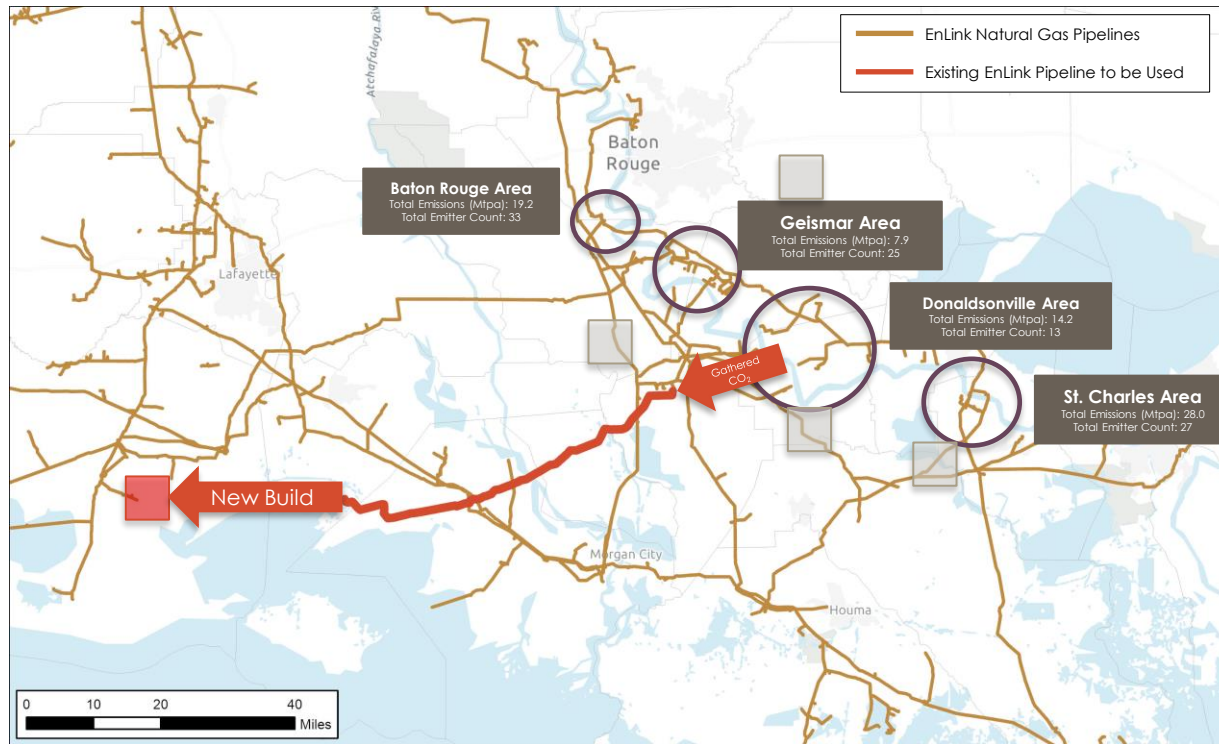 EnLink Natural Gas Pipelines
Existing EnLink Pipeline to be Used
Atchafalaya Riv
Baton
Rouge
Baton Rouge Area
Total Emissions (Mtpa): 19.2
Total Emitter Count: 33
Geismar Area
Total Emissions (Mtpa): 7.9
Total Emitter Count: 25
Lafayette
Donaldsonville Area
Total Emissions (Mtpa): 14.2
Total Emitter Count: 13
Gathered
CO₂
St. Charles Area
Total Emissions (Mtpa): 28.0
Total Emitter Count: 27
New Build
Morgan City
Houma
0 10 20 40
Miles